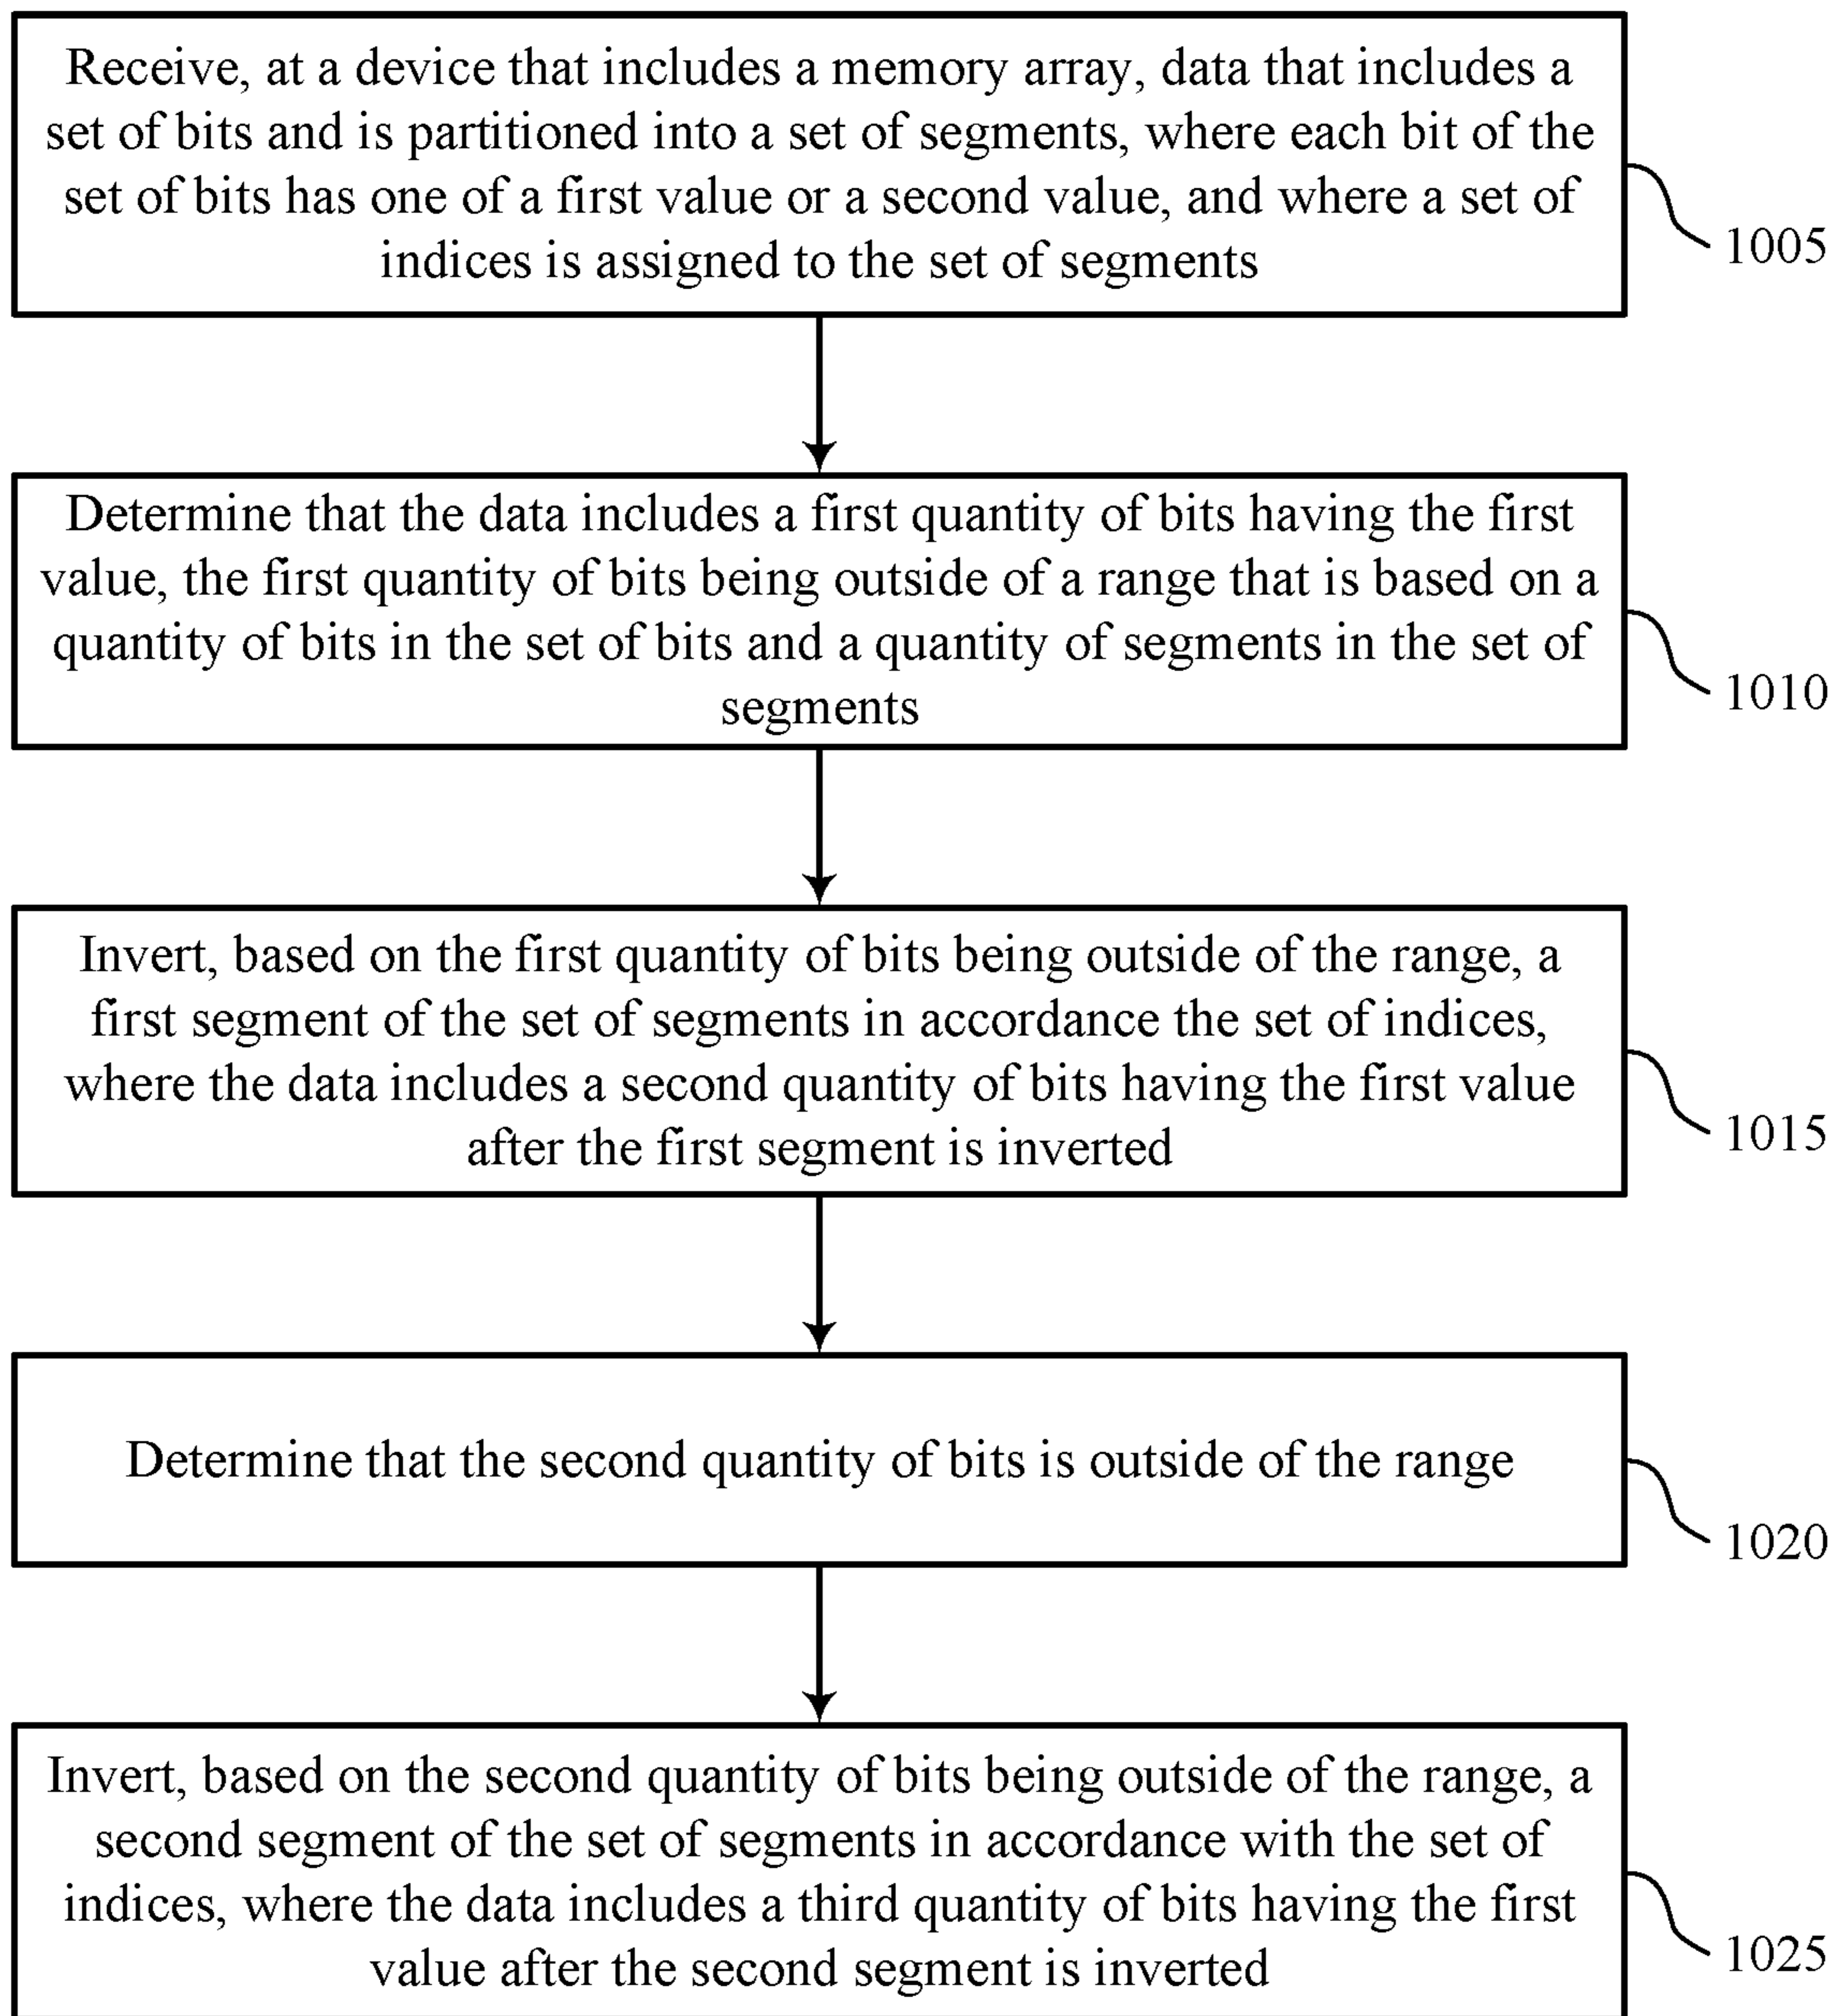 Receive, at a device that includes a memory array, data that includes a
set of bits and is partitioned into a set of segments, where each bit of the
set of bits has one of a first value or a second value, and where a set of
indices is assigned to the set of segments
1005
Determine that the data includes a first quantity of bits having the first
value, the first quantity of bits being outside of a range that is based on a
quantity of bits in the set of bits and a quantity of segments in the set of
segments
1010
Invert, based on the first quantity of bits being outside of the range, a
first segment of the set of segments in accordance the set of indices,
where the data includes a second quantity of bits having the first value
after the first segment is inverted
1015
Determine that the second quantity of bits is outside of the range
1020
Invert, based on the second quantity of bits being outside of the range, a
second segment of the set of segments in accordance with the set of
indices, where the data includes a third quantity of bits having the first
value after the second segment is inverted
1025